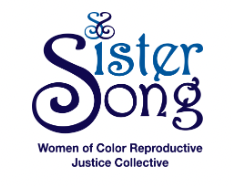 Sister
Song
Women of Color Reproductive
Justice Collective